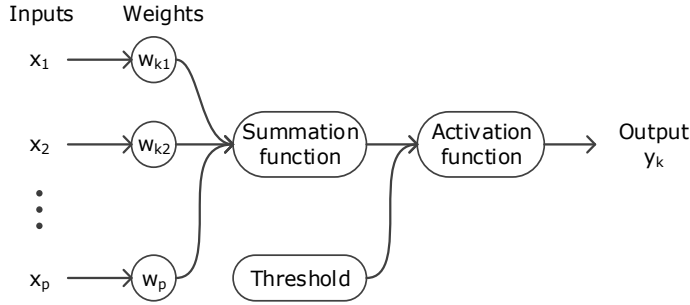 Inputs
Weights
x1
wk1
x2
wk2
Summation
function
Activation
function
Output
yk
xp
wp
Threshold